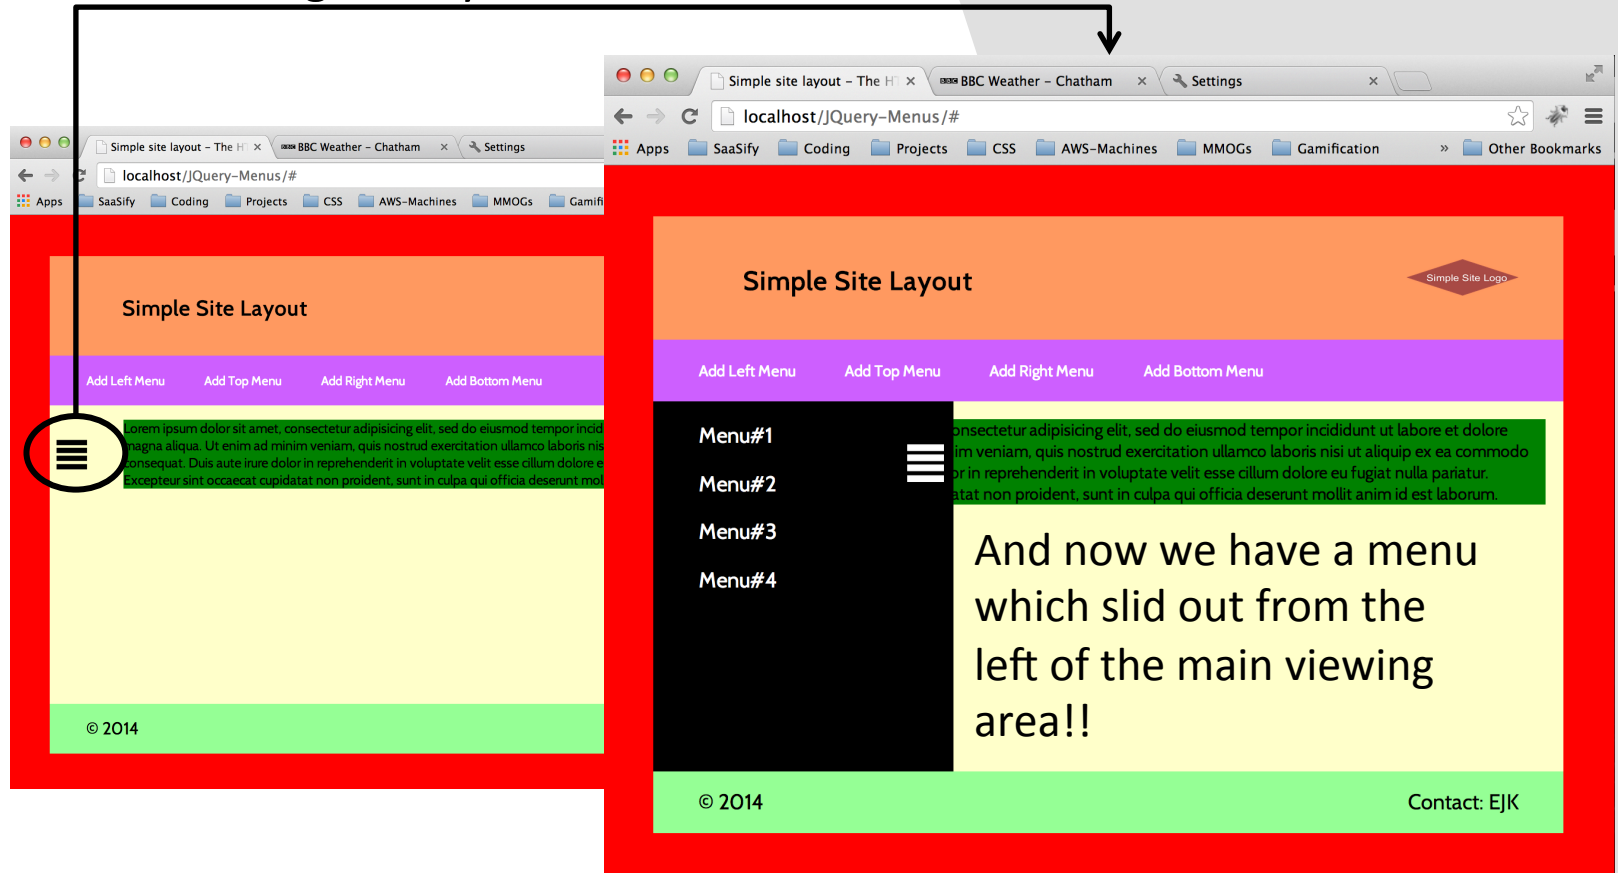 Simple site layout – The H
BBC Weather – Chatham
Settings
localhost/JQuery-Menus/#
Apps SaaSify Coding Projects CSS AWS-Machines MMOGs
Simple Site Layout
Add Left Menu Add Top Menu Add Right Menu Add Bottom Menu
Lorem ipsum dolor sit amet, consectetur adipisicing elit, sed do eiusmod tempor incid
magna aliqua. Ut enim ad minim veniam, quis nostrud exercitation ullamco laboris nis
consequat. Duis aute irure dolor in reprehenderit in voluptate velit esse cillum dolore e
Excepteur sint occaecat cupidatat non proident, sunt in culpa qui officia deserunt mol
© 2014
Simple site layout – The H
BBC Weather – Chatham
Settings
localhost/JQuery-Menus/#
Apps SaaSify Coding Projects CSS AWS-Machines MMOGs Gamification » Other Bookmarks
Simple Site Layout
Simple Site Logo
Add Left Menu Add Top Menu Add Right Menu Add Bottom Menu
Menu#1
Menu#2
Menu#3
Menu#4
onsectetur adipisicing elit, sed do eiusmod tempor incididunt ut labore et dolore
im veniam, quis nostrud exercitation ullamco laboris nisi ut aliquip ex ea commodo
or in reprehenderit in voluptate velit esse cillum dolore eu fugiat nulla pariatur.
atat non proident, sunt in culpa qui officia deserunt mollit anim id est laborum.
And now we have a menu
which slid out from the
left of the main viewing
area!!
© 2014
Contact: EJK